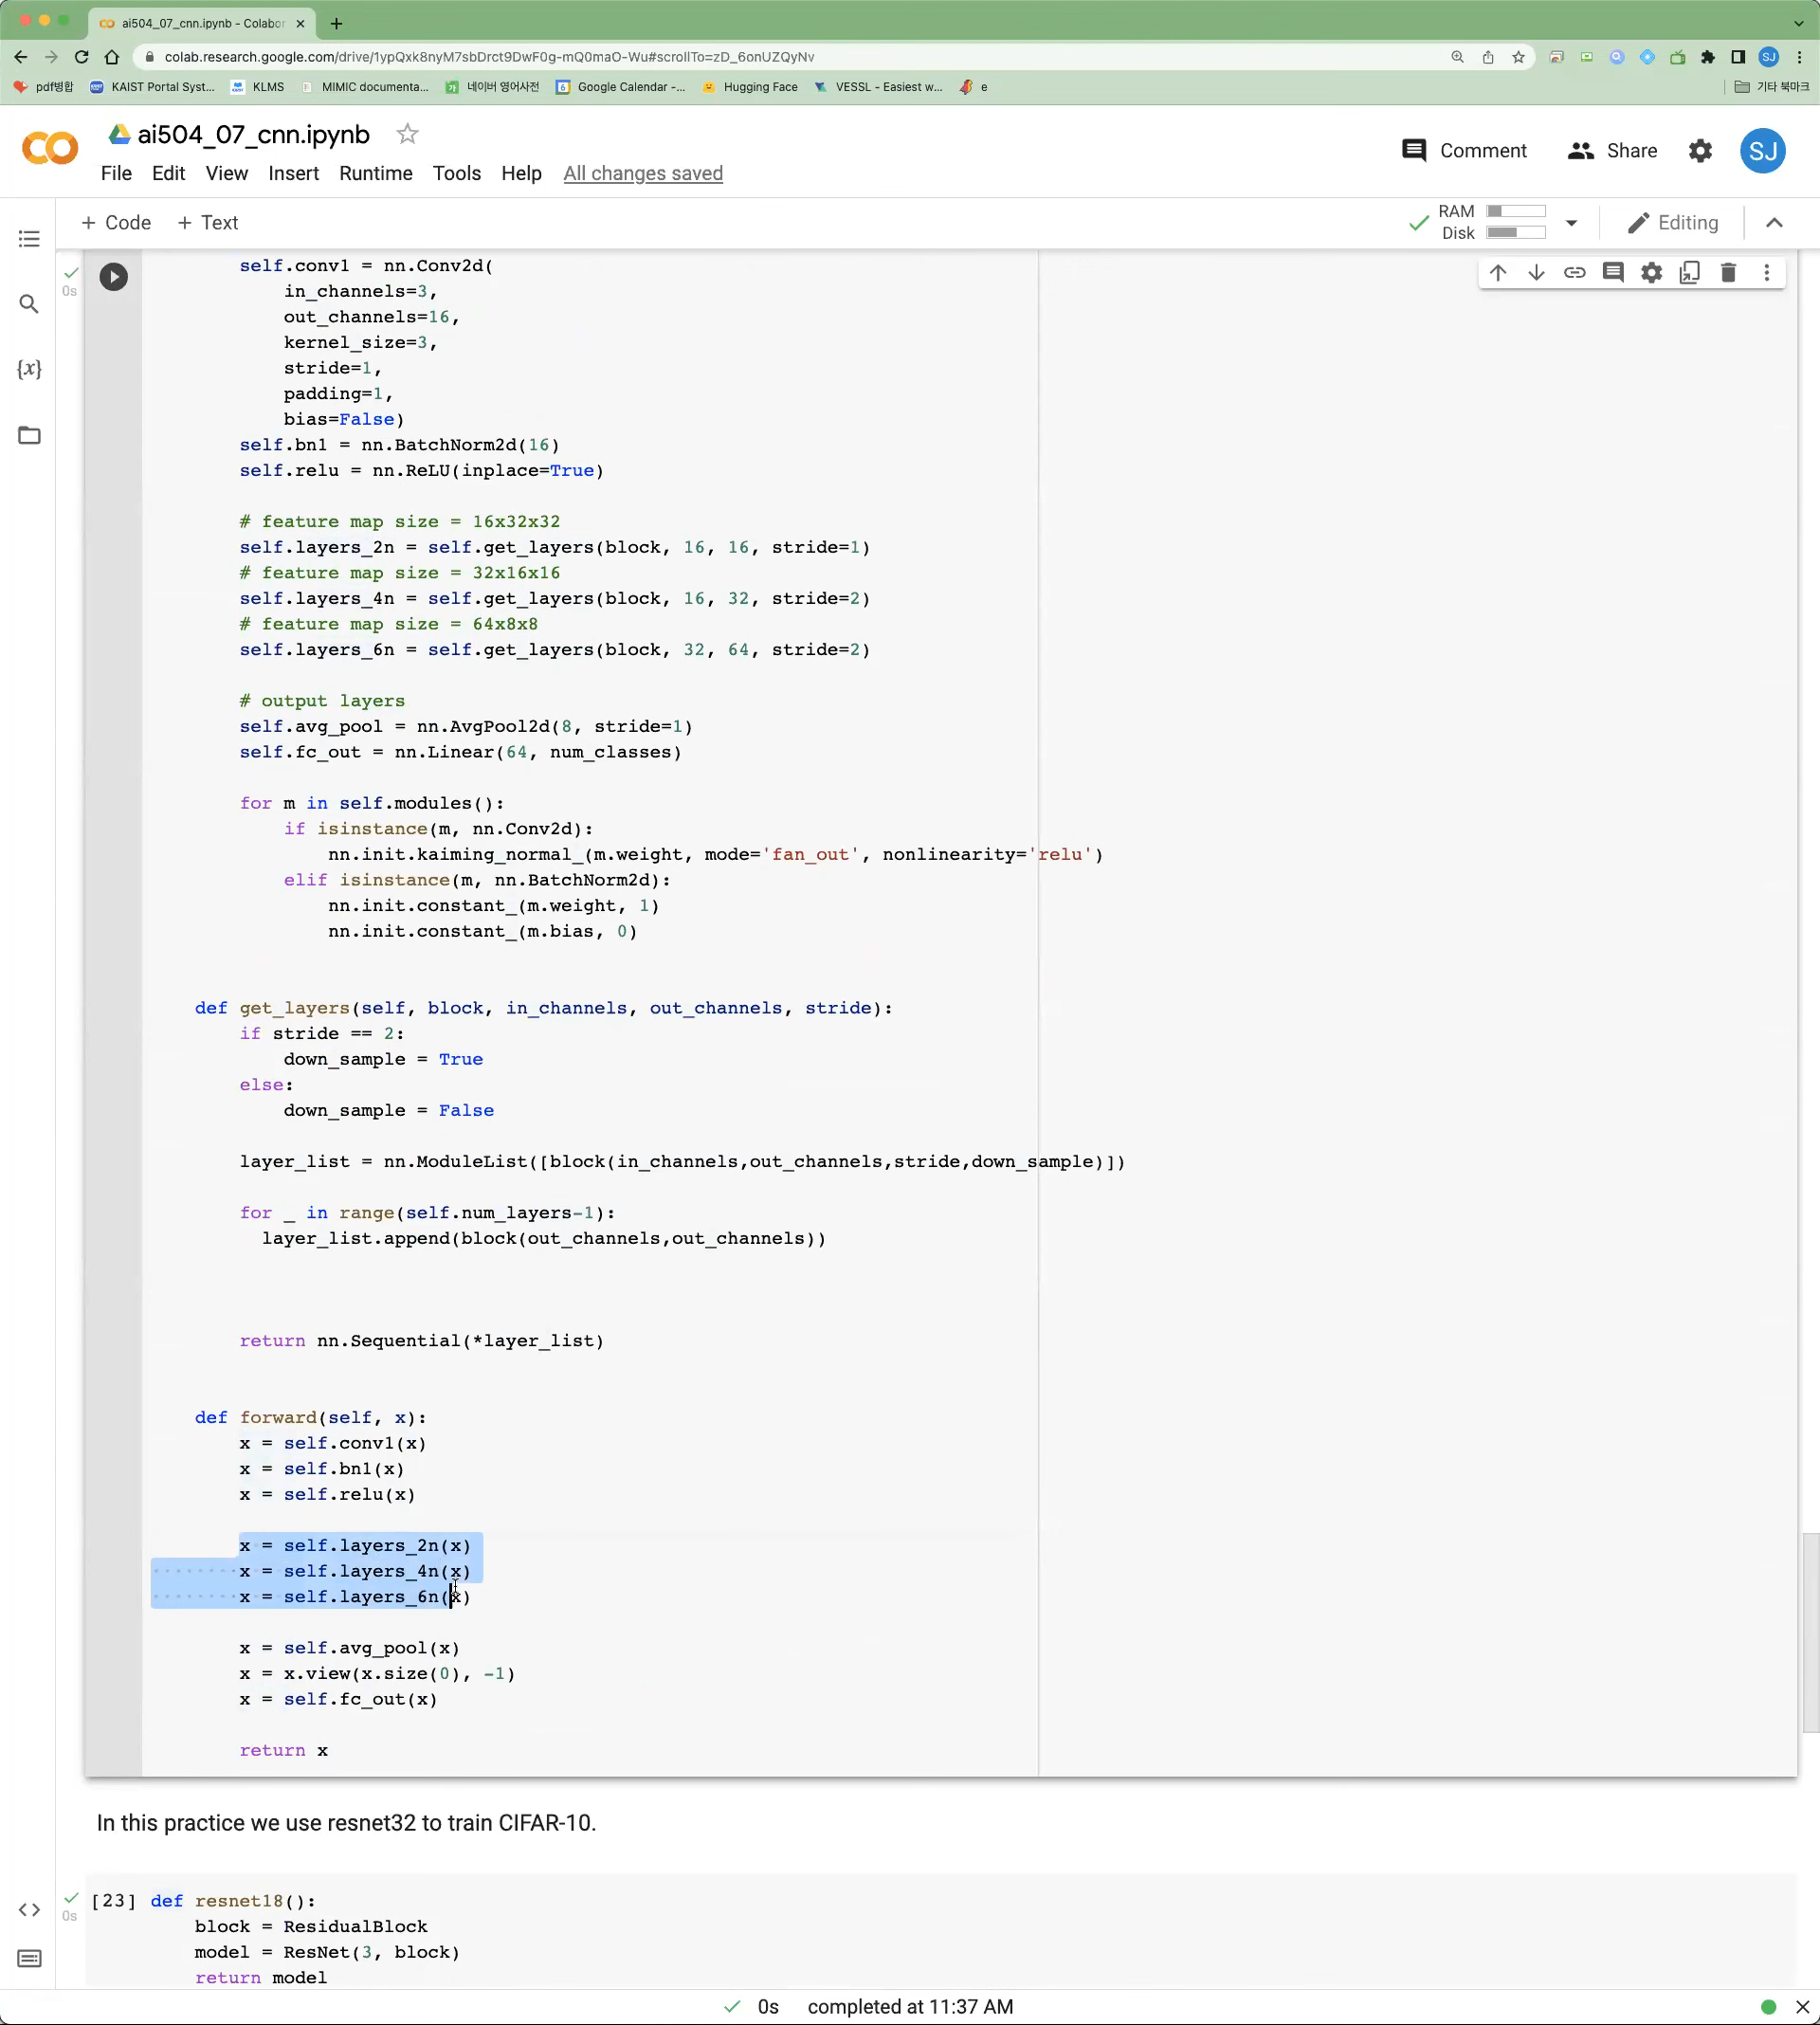 ai504_07_cnn.ipynb - Colabor
colab.research.google.com/drive/1ypQxk8nyM7sbDrct9DwF0g-mQ0maO-Wu#scrollTo=zD_6onUZQyNv
SJ
pdf병합 KAIST Portal Syst... KLMS MIMIC documenta... 네이버 영어사전 Google Calendar -... Hugging Face VESSL - Easiest w... e 기타 북마크
ai504_07_cnn.ipynb
File Edit View Insert Runtime Tools Help All changes saved
Comment Share SJ
+ Code + Text
RAM
Disk
Editing
0s
self.conv1 = nn.Conv2d(
in_channels=3,
out_channels=16,
kernel_size=3,
stride=1,
padding=1,
bias=False)
self.bn1 = nn.BatchNorm2d(16)
self.relu = nn.ReLU(inplace=True)
# feature map size = 16x32x32
self.layers_2n = self.get_layers(block, 16, 16, stride=1)
# feature map size = 32x16x16
self.layers_4n = self.get_layers(block, 16, 32, stride=2)
# feature map size = 64x8x8
self.layers_6n = self.get_layers(block, 32, 64, stride=2)
# output layers
self.avg_pool = nn.AvgPool2d(8, stride=1)
self.fc_out = nn.Linear(64, num_classes)
for m in self.modules():
if isinstance(m, nn.Conv2d):
nn.init.kaiming_normal_(m.weight, mode='fan_out', nonlinearity='relu')
elif isinstance(m, nn.BatchNorm2d):
nn.init.constant_(m.weight, 1)
nn.init.constant_(m.bias, 0)
def get_layers(self, block, in_channels, out_channels, stride):
if stride == 2:
down_sample = True
else:
down_sample = False
layer_list = nn.ModuleList([block(in_channels,out_channels,stride,down_sample)])
for _ in range(self.num_layers-1):
layer_list.append(block(out_channels,out_channels))
return nn.Sequential(*layer_list)
def forward(self, x):
x = self.conv1(x)
x = self.bn1(x)
x = self.relu(x)
x = self.layers_2n(x)
x = self.layers_4n(x)
x = self.layers_6n(x)
x = self.avg_pool(x)
x = x.view(x.size(0), -1)
x = self.fc_out(x)
return x
In this practice we use resnet32 to train CIFAR-10.
0s
[23] def resnet18():
block = ResidualBlock
model = ResNet(3, block)
return model
0s completed at 11:37 AM